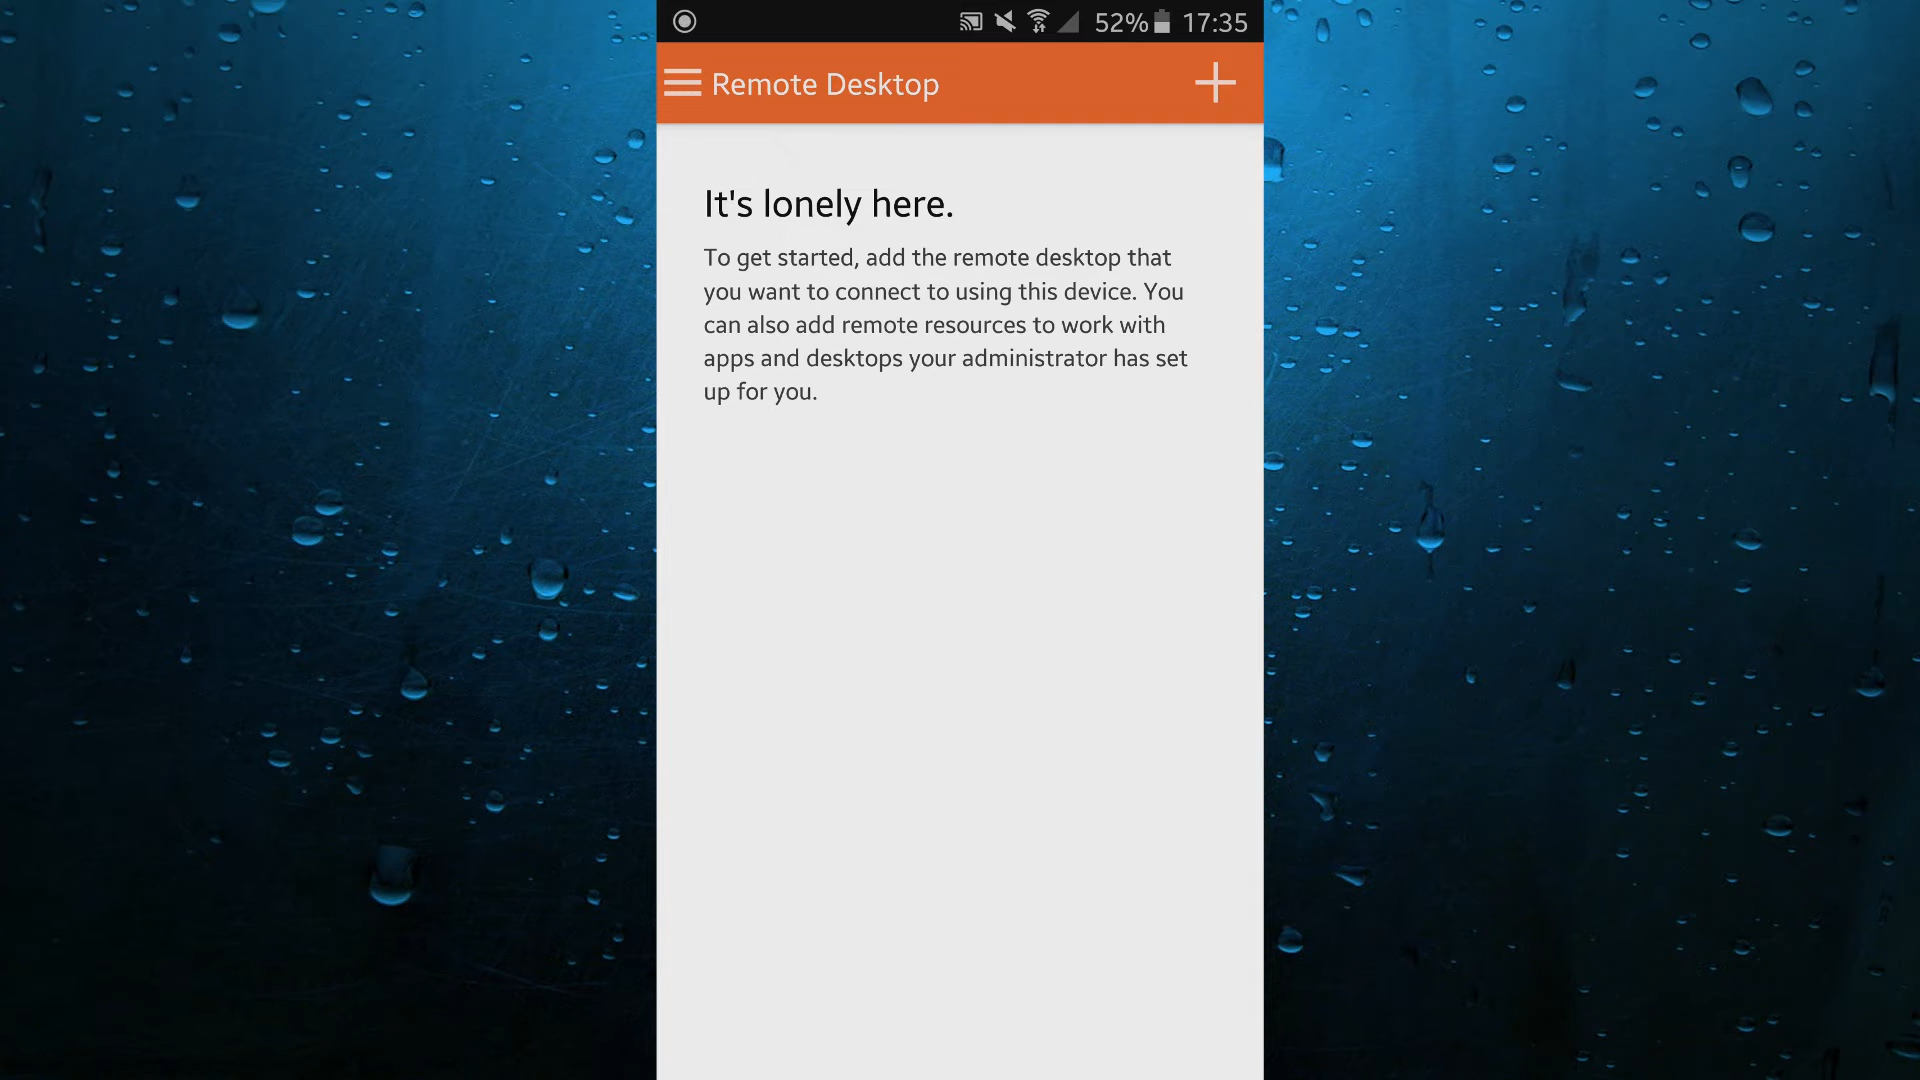 52% 17:35
Remote Desktop
It's lonely here.
To get started, add the remote desktop that
you want to connect to using this device. You
can also add remote resources to work with
apps and desktops your administrator has set
up for you.